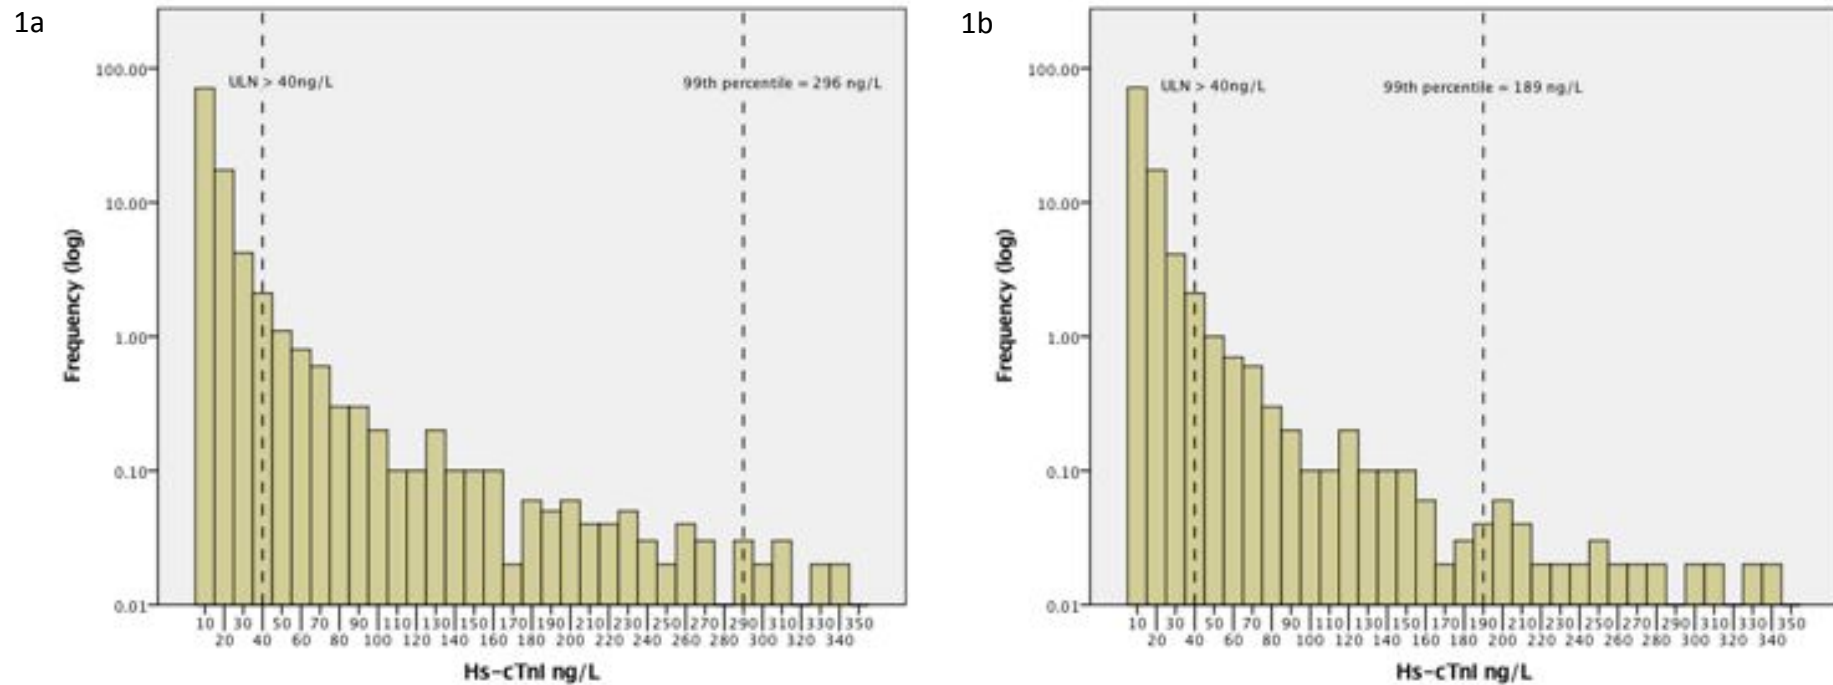 1a
ULN > 40ng/L
99th percentile = 296 ng/L
100.00
10.00
1.00
0.10
0.01
Frequency (log)
10 30 50 70 90 110 130 150 170 190 210 230 250 270 290 310 330 350
20 40 60 80 100 120 140 160 180 200 220 240 260 280 300 320 340
Hs-cTnI ng/L
1b
ULN > 40ng/L
99th percentile = 189 ng/L
100.00
10.00
1.00
0.10
0.01
Frequency (log)
10 30 50 70 90 110 130 150 170 190 210 230 250 270 290 310 330 350
20 40 60 80 100 120 140 160 180 200 220 240 260 280 300 320 340
Hs-cTnI ng/L